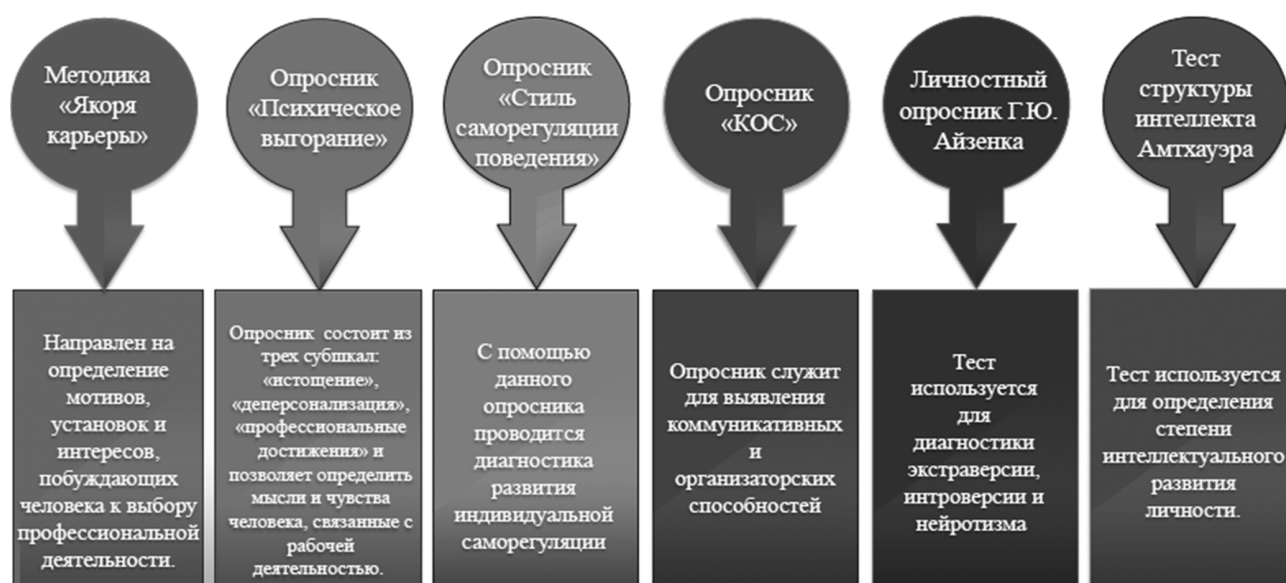 Методика
«Якоря
карьеры»
Опросник
«Психическое
выгорание»
Опросник
«Стиль
саморегуляции
поведения»
Опросник
«КОС»
Личностный
опросник Г.Ю.
Айзенка
Тест
структуры
интеллекта
Амтхауэра
Направлен на
определение
мотивов,
установок и
интересов,
побуждающих
человека к выбору
профессиональной
деятельности.
Опросник состоит из
трех субшкал:
«истощение»,
«деперсонализация»,
«профессиональные
достижения» и
позволяет определить
мысли и чувства
человека, связанные с
рабочей
деятельностью.
С помощью
данного
опросника
проводится
диагностика
развития
индивидуальной
саморегуляции
Опросник служит
для выявления
коммуникативных
и
организаторских
способностей
Тест
используется
для
диагностики
экстраверсии,
интроверсии и
нейротизма
Тест используется
для определения
степени
интеллектуального
развития
личности.